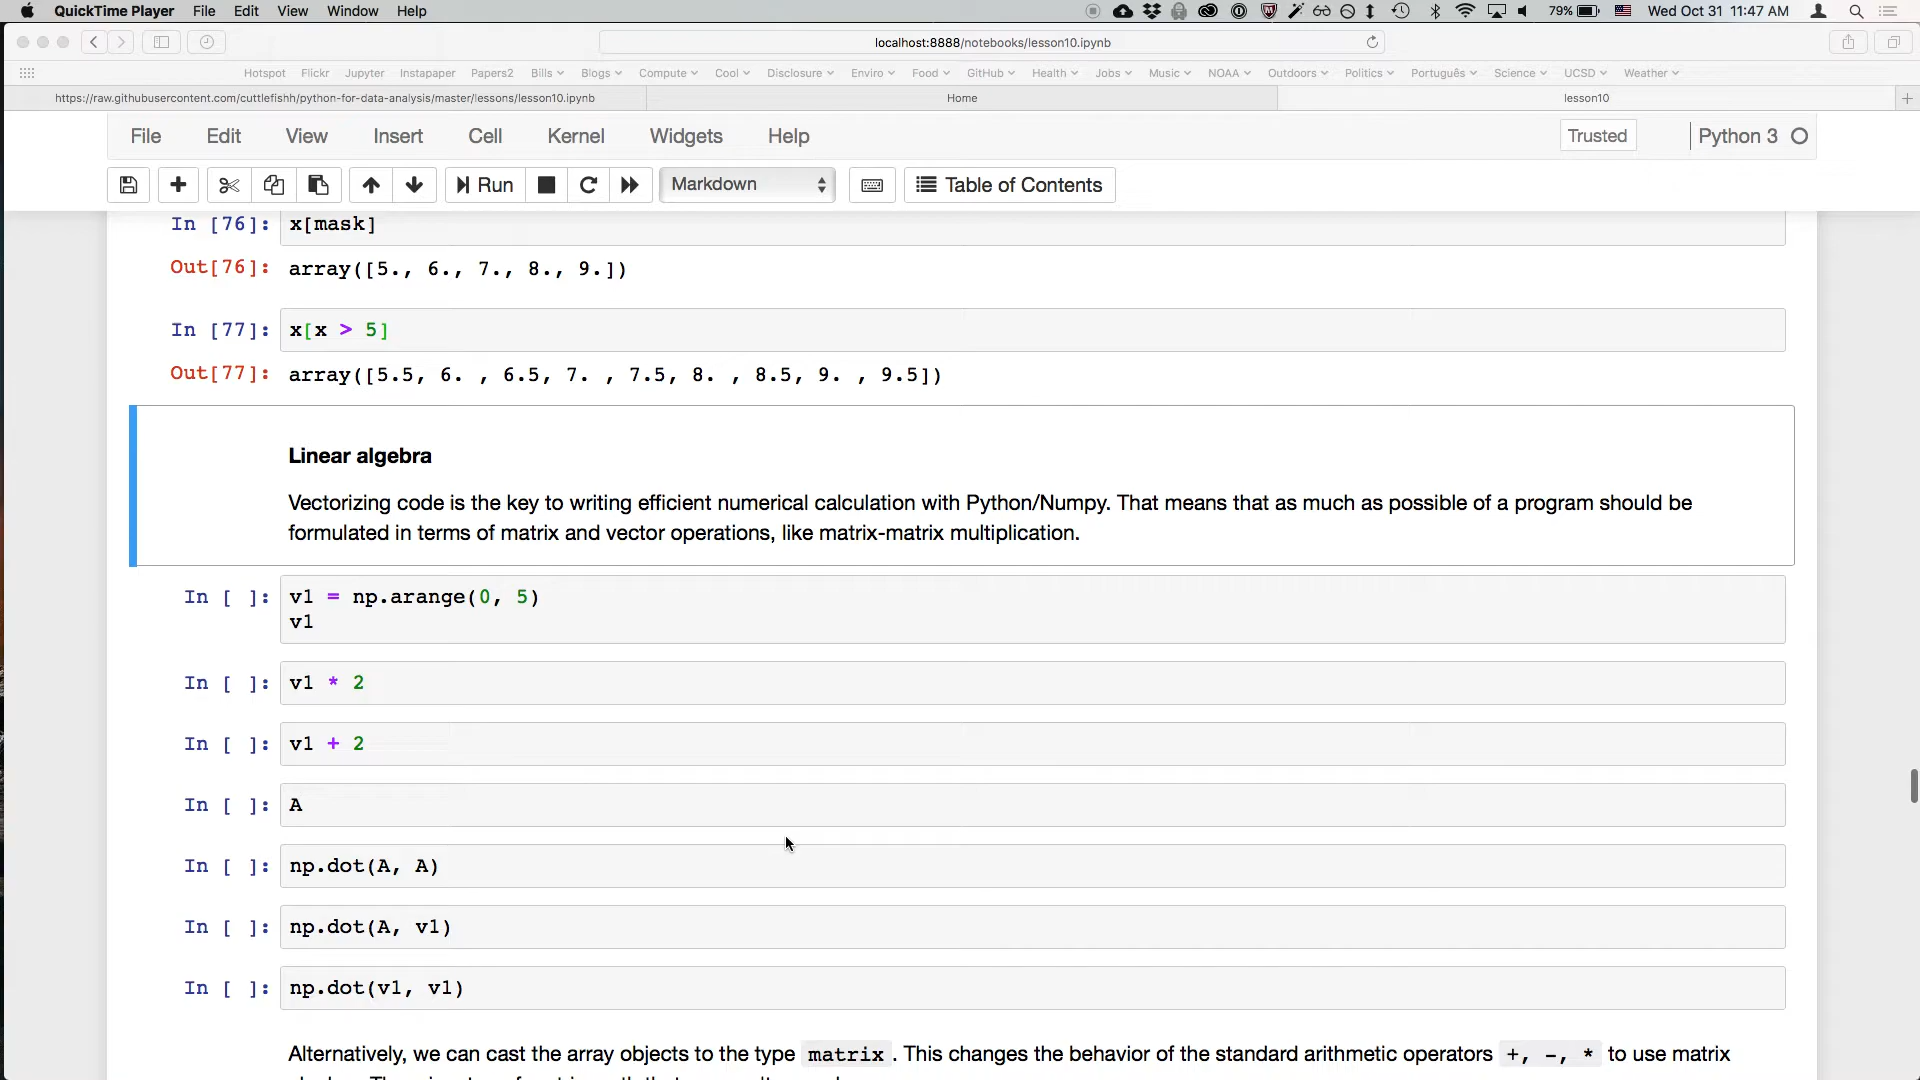 QuickTime Player File Edit View Window Help 79% Wed Oct 31 11:47 AM
localhost:8888/notebooks/lesson10.ipynb
Hotspot Flickr Jupyter Instapaper Papers2 Bills Blogs Compute Cool Disclosure Enviro Food GitHub Health Jobs Music NOAA Outdoors Politics Português Science UCSD Weather
https://raw.githubusercontent.com/cuttlefishh/python-for-data-analysis/master/lessons/lesson10.ipynb Home lesson10
File Edit View Insert Cell Kernel Widgets Help Trusted Python 3
Run Markdown Table of Contents
In [76]: x[mask]
Out[76]: array([5., 6., 7., 8., 9.])
In [77]: x[x > 5]
Out[77]: array([5.5, 6. , 6.5, 7. , 7.5, 8. , 8.5, 9. , 9.5])
Linear algebra
Vectorizing code is the key to writing efficient numerical calculation with Python/Numpy. That means that as much as possible of a program should be
formulated in terms of matrix and vector operations, like matrix-matrix multiplication.
In [ ]: v1 = np.arange(0, 5)
v1
In [ ]: v1 * 2
In [ ]: v1 + 2
In [ ]: A
In [ ]: np.dot(A, A)
In [ ]: np.dot(A, v1)
In [ ]: np.dot(v1, v1)
Alternatively, we can cast the array objects to the type matrix . This changes the behavior of the standard arithmetic operators +, -, * to use matrix